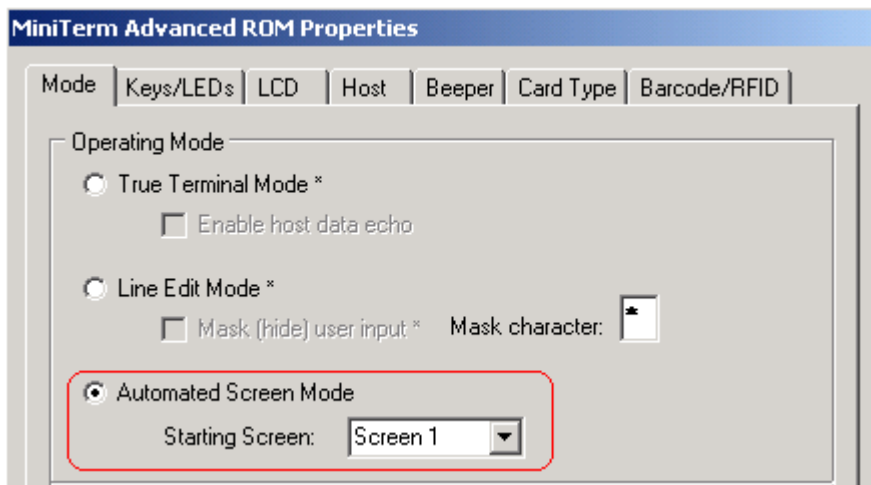 MiniTerm Advanced ROM Properties
Mode Keys/LEDs LCD Host Beeper Card Type Barcode/RFID
Operating Mode
True Terminal Mode *
Enable host data echo
Line Edit Mode *
Mask (hide) user input * Mask character: *
Automated Screen Mode
Starting Screen: Screen 1